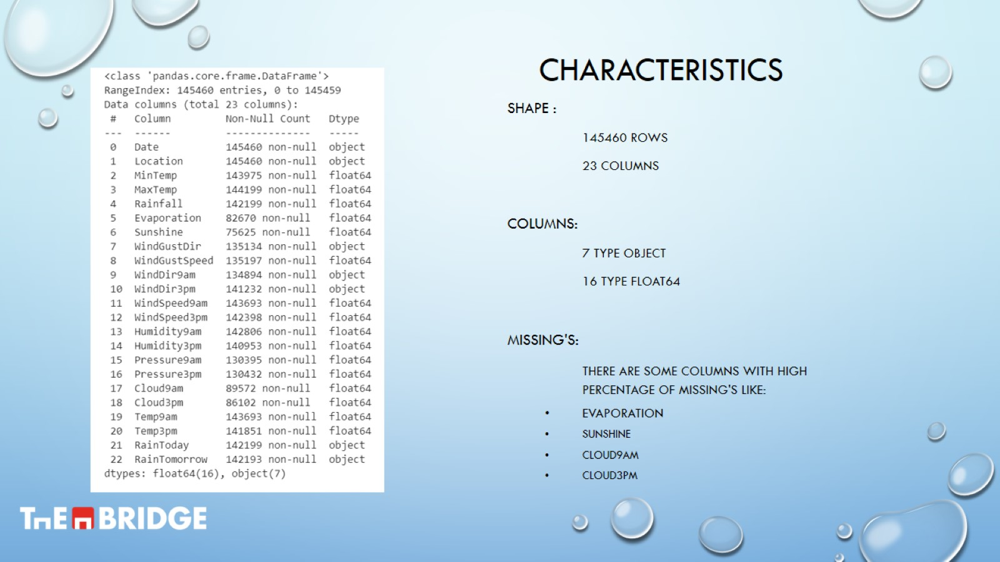 <class 'pandas.core.frame.DataFrame'>
RangeIndex: 145460 entries, 0 to 145459
Data columns (total 23 columns):
#   Column         Non-Null Count   Dtype
---  ------         --------------   -----
0   Date           145460 non-null  object
1   Location       145460 non-null  object
2   MinTemp        143975 non-null  float64
3   MaxTemp        144199 non-null  float64
4   Rainfall       142199 non-null  float64
5   Evaporation    82670 non-null   float64
6   Sunshine       75625 non-null   float64
7   WindGustDir    135134 non-null  object
8   WindGustSpeed  135197 non-null  float64
9   WindDir9am     134894 non-null  object
10  WindDir3pm     141232 non-null  object
11  WindSpeed9am   143693 non-null  float64
12  WindSpeed3pm   142398 non-null  float64
13  Humidity9am    142806 non-null  float64
14  Humidity3pm    140953 non-null  float64
15  Pressure9am    130395 non-null  float64
16  Pressure3pm    130432 non-null  float64
17  Cloud9am       89572 non-null   float64
18  Cloud3pm       86102 non-null   float64
19  Temp9am        143693 non-null  float64
20  Temp3pm        141851 non-null  float64
21  RainToday      142199 non-null  object
22  RainTomorrow   142193 non-null  object
dtypes: float64(16), object(7)
CHARACTERISTICS
SHAPE :
145460 ROWS
23 COLUMNS
COLUMNS:
7 TYPE OBJECT
16 TYPE FLOAT64
MISSING'S:
THERE ARE SOME COLUMNS WITH HIGH
PERCENTAGE OF MISSING'S LIKE:
• EVAPORATION
• SUNSHINE
• CLOUD9AM
• CLOUD3PM
THE BRIDGE